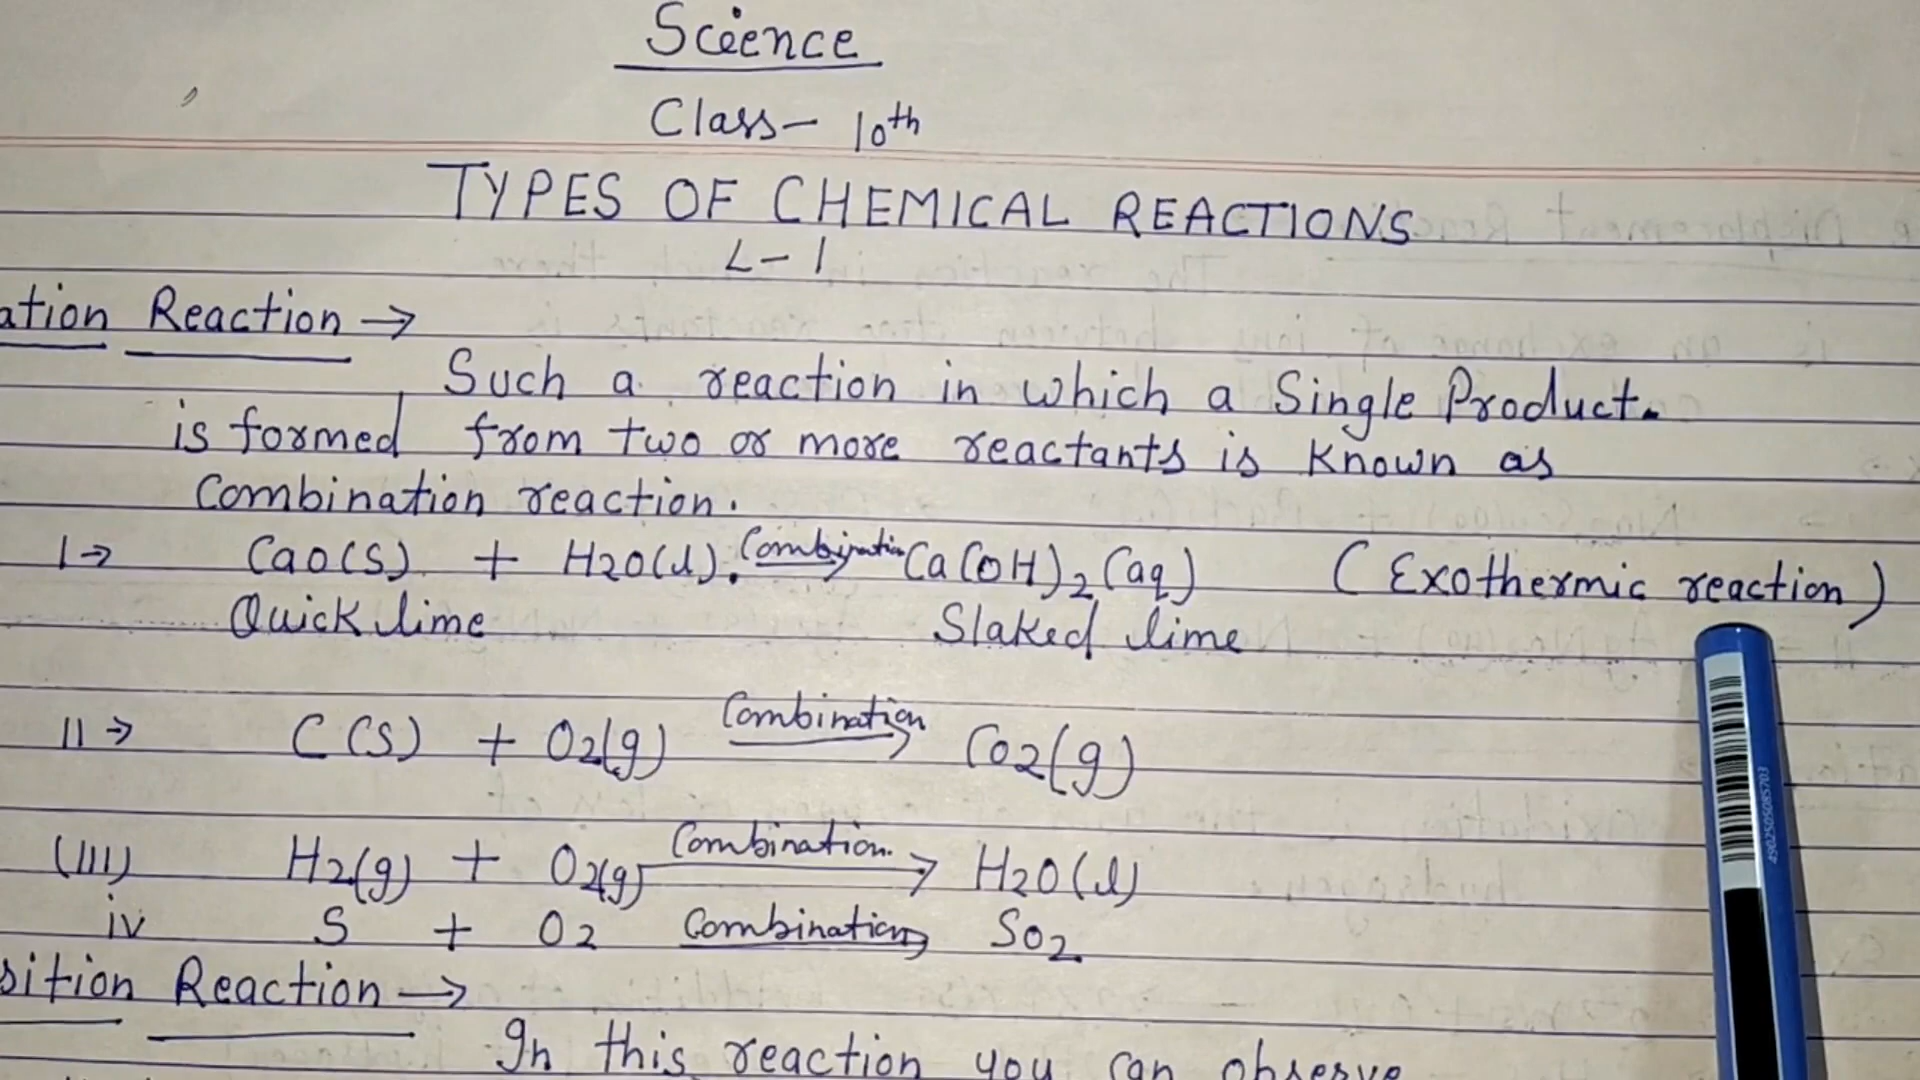 Science
Class- 10th
TYPES OF CHEMICAL REACTIONS
L-1
ation Reaction →
Such a reaction in which a Single Product.
is formed from two or more reactants is known as
Combination reaction.
I→ CaO(s) + H2O(l). Combination Ca(OH)2(aq) (Exothermic reaction)
Quick lime Slaked lime
II→ C(s) + O2(g) Combination→ CO2(g)
(III) H2(g) + O2(g) Combination.→ H2O(l)
iv S + O2 Combination→ SO2.
sition Reaction →
In this reaction you can observe
4902505085703